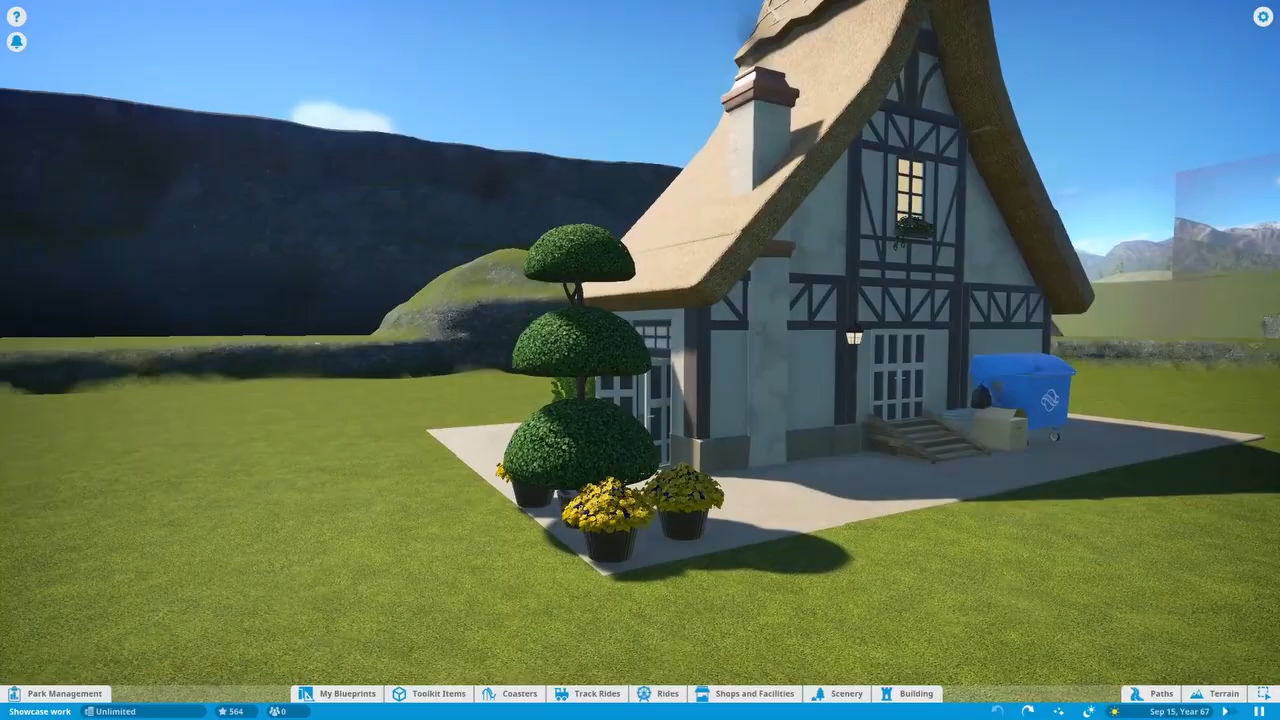 ?
Park Management
My Blueprints
Toolkit Items
Coasters
Track Rides
Rides
Shops and Facilities
Scenery
Building
Paths
Terrain
Showcase work
Unlimited
564
0
Sep 15, Year 67